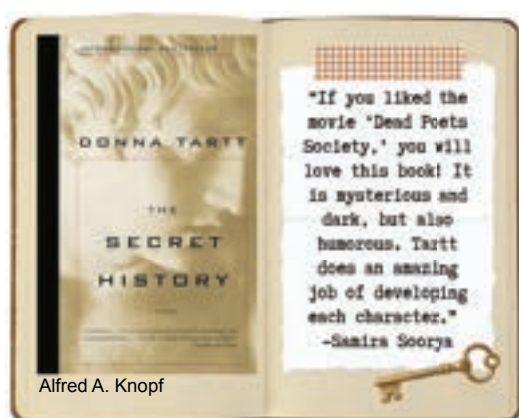 DONNA TARTT
THE
SECRET
HISTORY
Alfred A. Knopf
"If you liked the
movie 'Dead Poets
Society,' you will
love this book! It
is mysterious and
dark, but also
humorous. Tartt
does an amazing
job of developing
each character."
-Samira Soorya